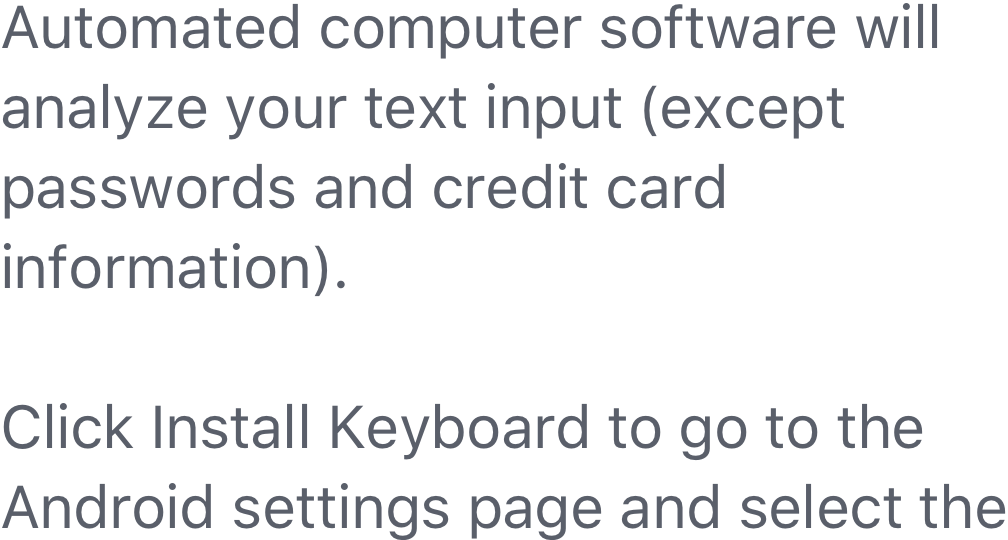 Automated computer software will
analyze your text input (except
passwords and credit card
information).
Click Install Keyboard to go to the
Android settings page and select the